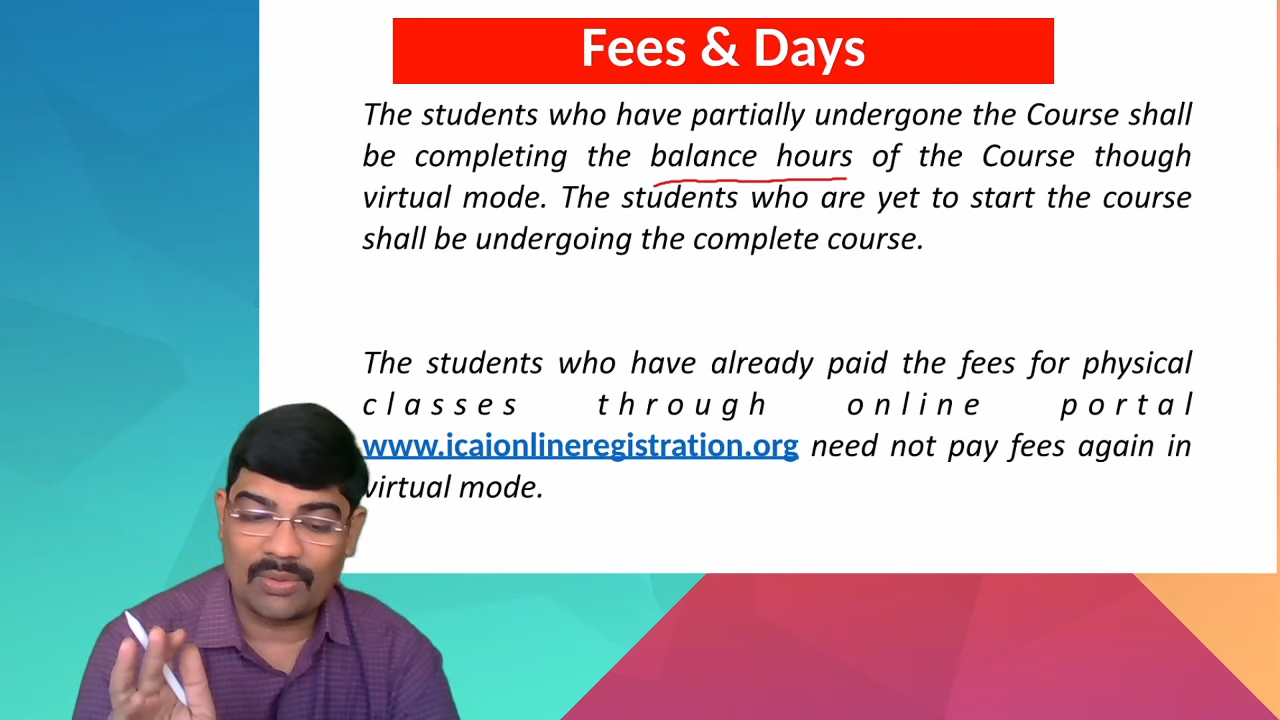 Fees & Days
The students who have partially undergone the Course shall
be completing the balance hours of the Course though
virtual mode. The students who are yet to start the course
shall be undergoing the complete course.
The students who have already paid the fees for physical
classes through online portal
www.icaionlineregistration.org need not pay fees again in
virtual mode.